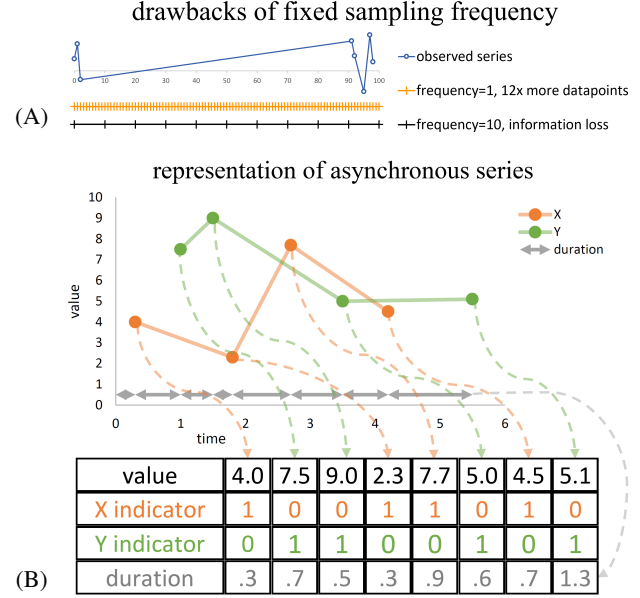 drawbacks of fixed sampling frequency
observed series
0 10 20 30 40 50 60 70 80 90 100
frequency=1, 12x more datapoints
(A)
frequency=10, information loss
representation of asynchronous series
10
9
8
7
6
5
4
3
2
1
0
value
X
Y
duration
0 1 2 3 4 5 6
time
value 4.0 7.5 9.0 2.3 7.7 5.0 4.5 5.1
X indicator 1 0 0 1 1 0 1 0
Y indicator 0 1 1 0 0 1 0 1
(B) duration .3 .7 .5 .3 .9 .6 .7 1.3